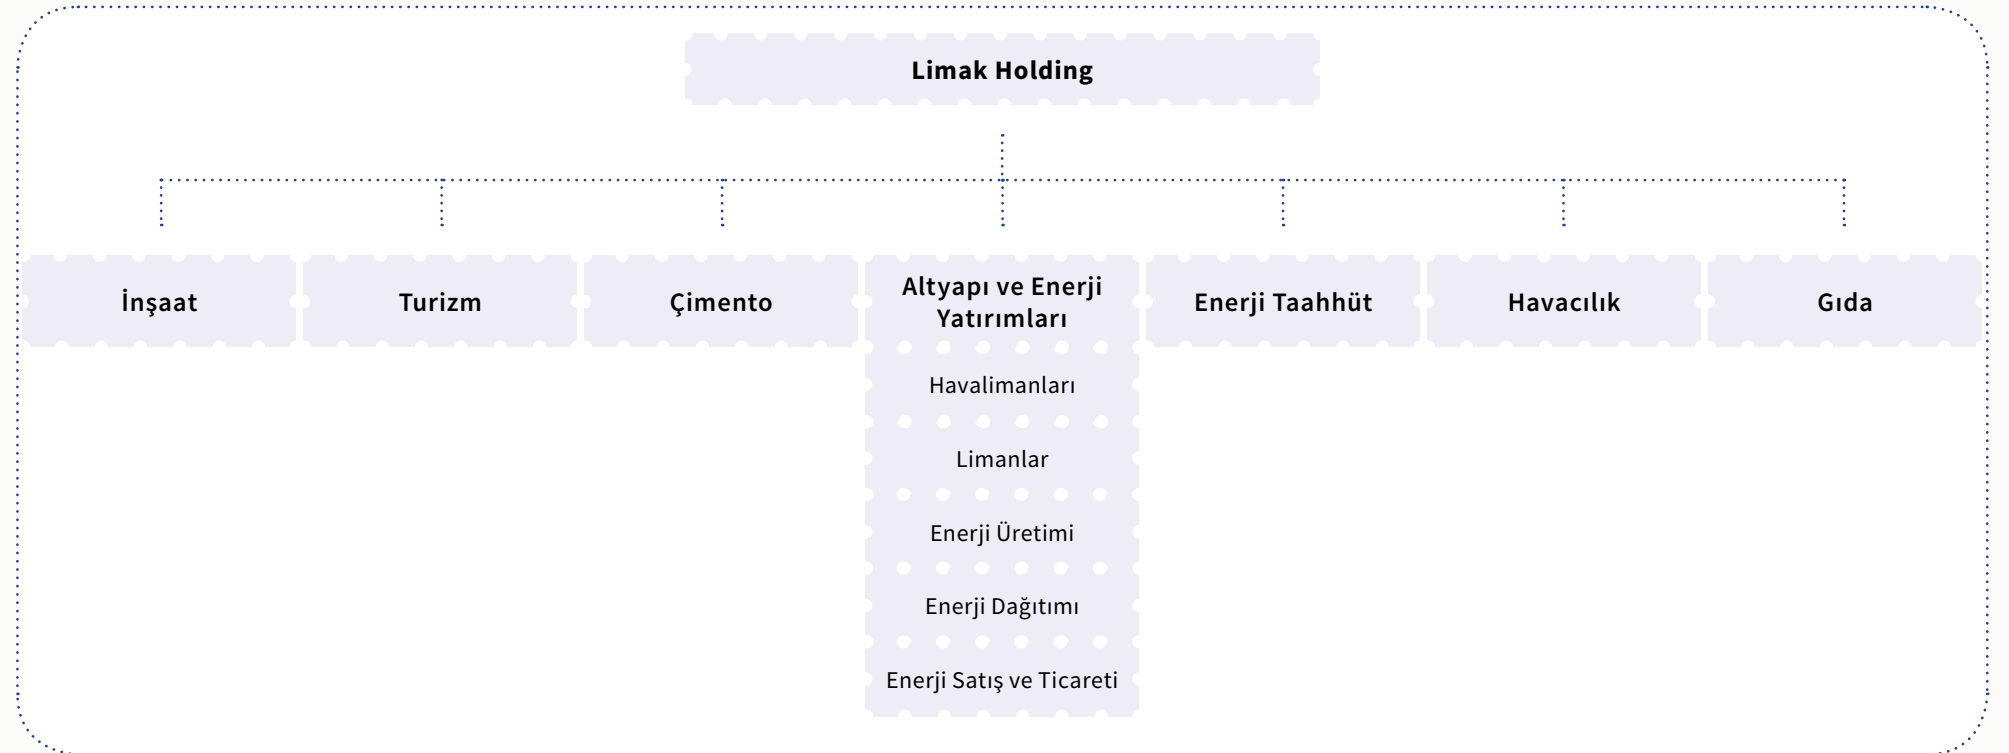 Limak Holding
İnşaat
Turizm
Çimento
Altyapı ve Enerji
Yatırımları
Enerji Taahhüt
Havacılık
Gıda
Havalimanları
Limanlar
Enerji Üretimi
Enerji Dağıtımı
Enerji Satış ve Ticareti